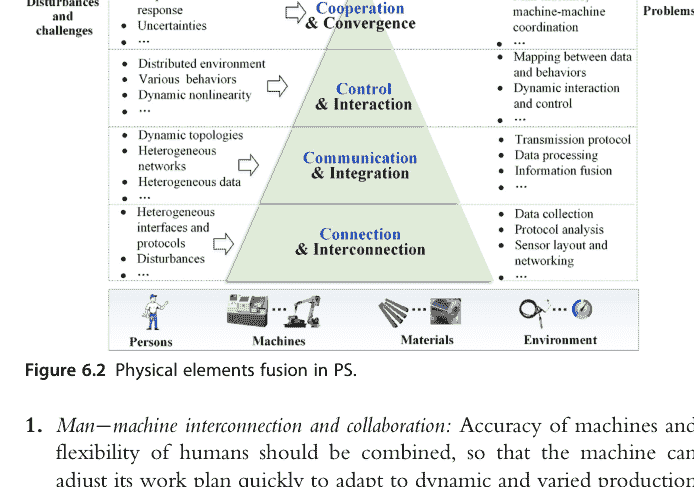 Disturbances
and
challenges
response
• Uncertainties
• ...
Cooperation
& Convergence
machine-machine
coordination
• ...
Problems
• Distributed environment
• Various behaviors
• Dynamic nonlinearity
• ...
Control
& Interaction
• Mapping between data
and behaviors
• Dynamic interaction
and control
• ...
• Dynamic topologies
• Heterogeneous
networks
• Heterogeneous data
• ...
Communication
& Integration
• Transmission protocol
• Data processing
• Information fusion
• ...
• Heterogeneous
interfaces and
protocols
• Disturbances
• ...
Connection
& Interconnection
• Data collection
• Protocol analysis
• Sensor layout and
networking
• ...
... ... ...
Persons Machines Materials Environment
Figure 6.2 Physical elements fusion in PS.
1. Man−machine interconnection and collaboration: Accuracy of machines and
flexibility of humans should be combined, so that the machine can
adjust its work plan quickly to adapt to dynamic and varied production